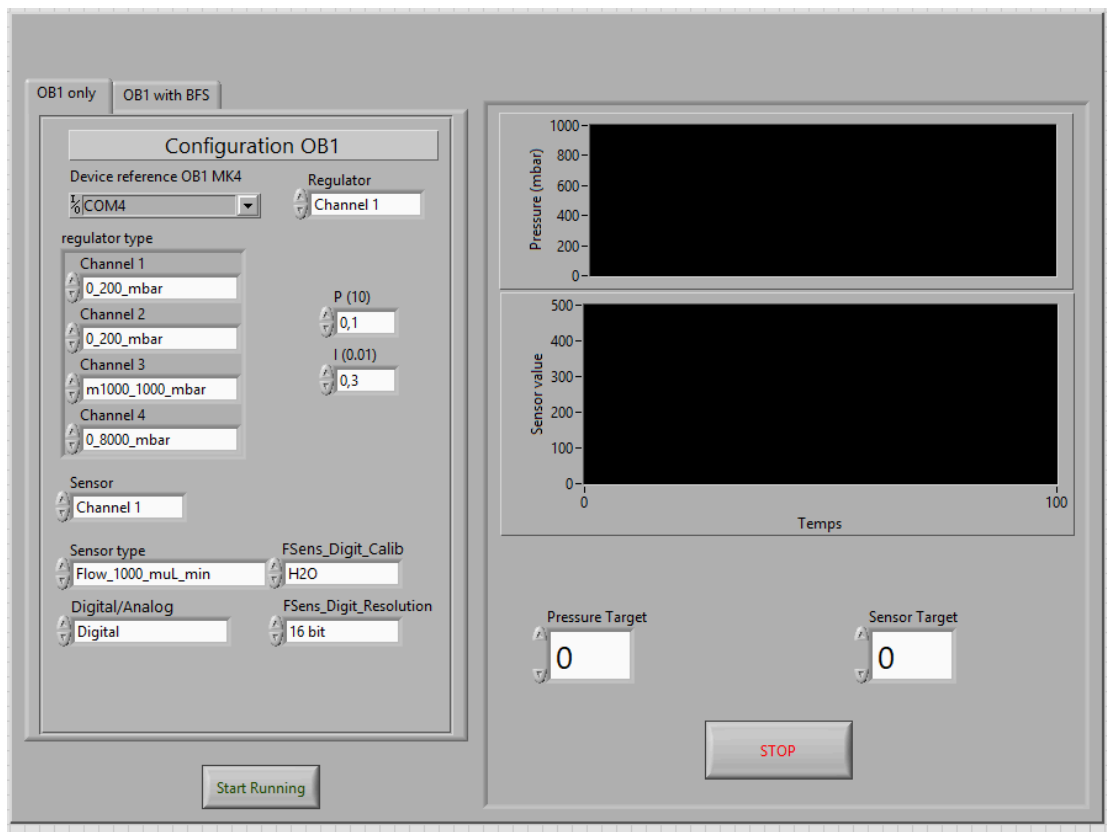 OB1 only
OB1 with BFS
Configuration OB1
Device reference OB1 MK4
COM4
Regulator
Channel 1
regulator type
Channel 1
0_200_mbar
Channel 2
0_200_mbar
Channel 3
m1000_1000_mbar
Channel 4
0_8000_mbar
P (10)
0,1
I (0.01)
0,3
Sensor
Channel 1
Sensor type
Flow_1000_muL_min
FSens_Digit_Calib
H2O
Digital/Analog
Digital
FSens_Digit_Resolution
16 bit
Start Running
Pressure (mbar)
1000
800
600
400
200
0
Sensor value
500
400
300
200
100
0
0
100
Temps
Pressure Target
0
Sensor Target
0
STOP